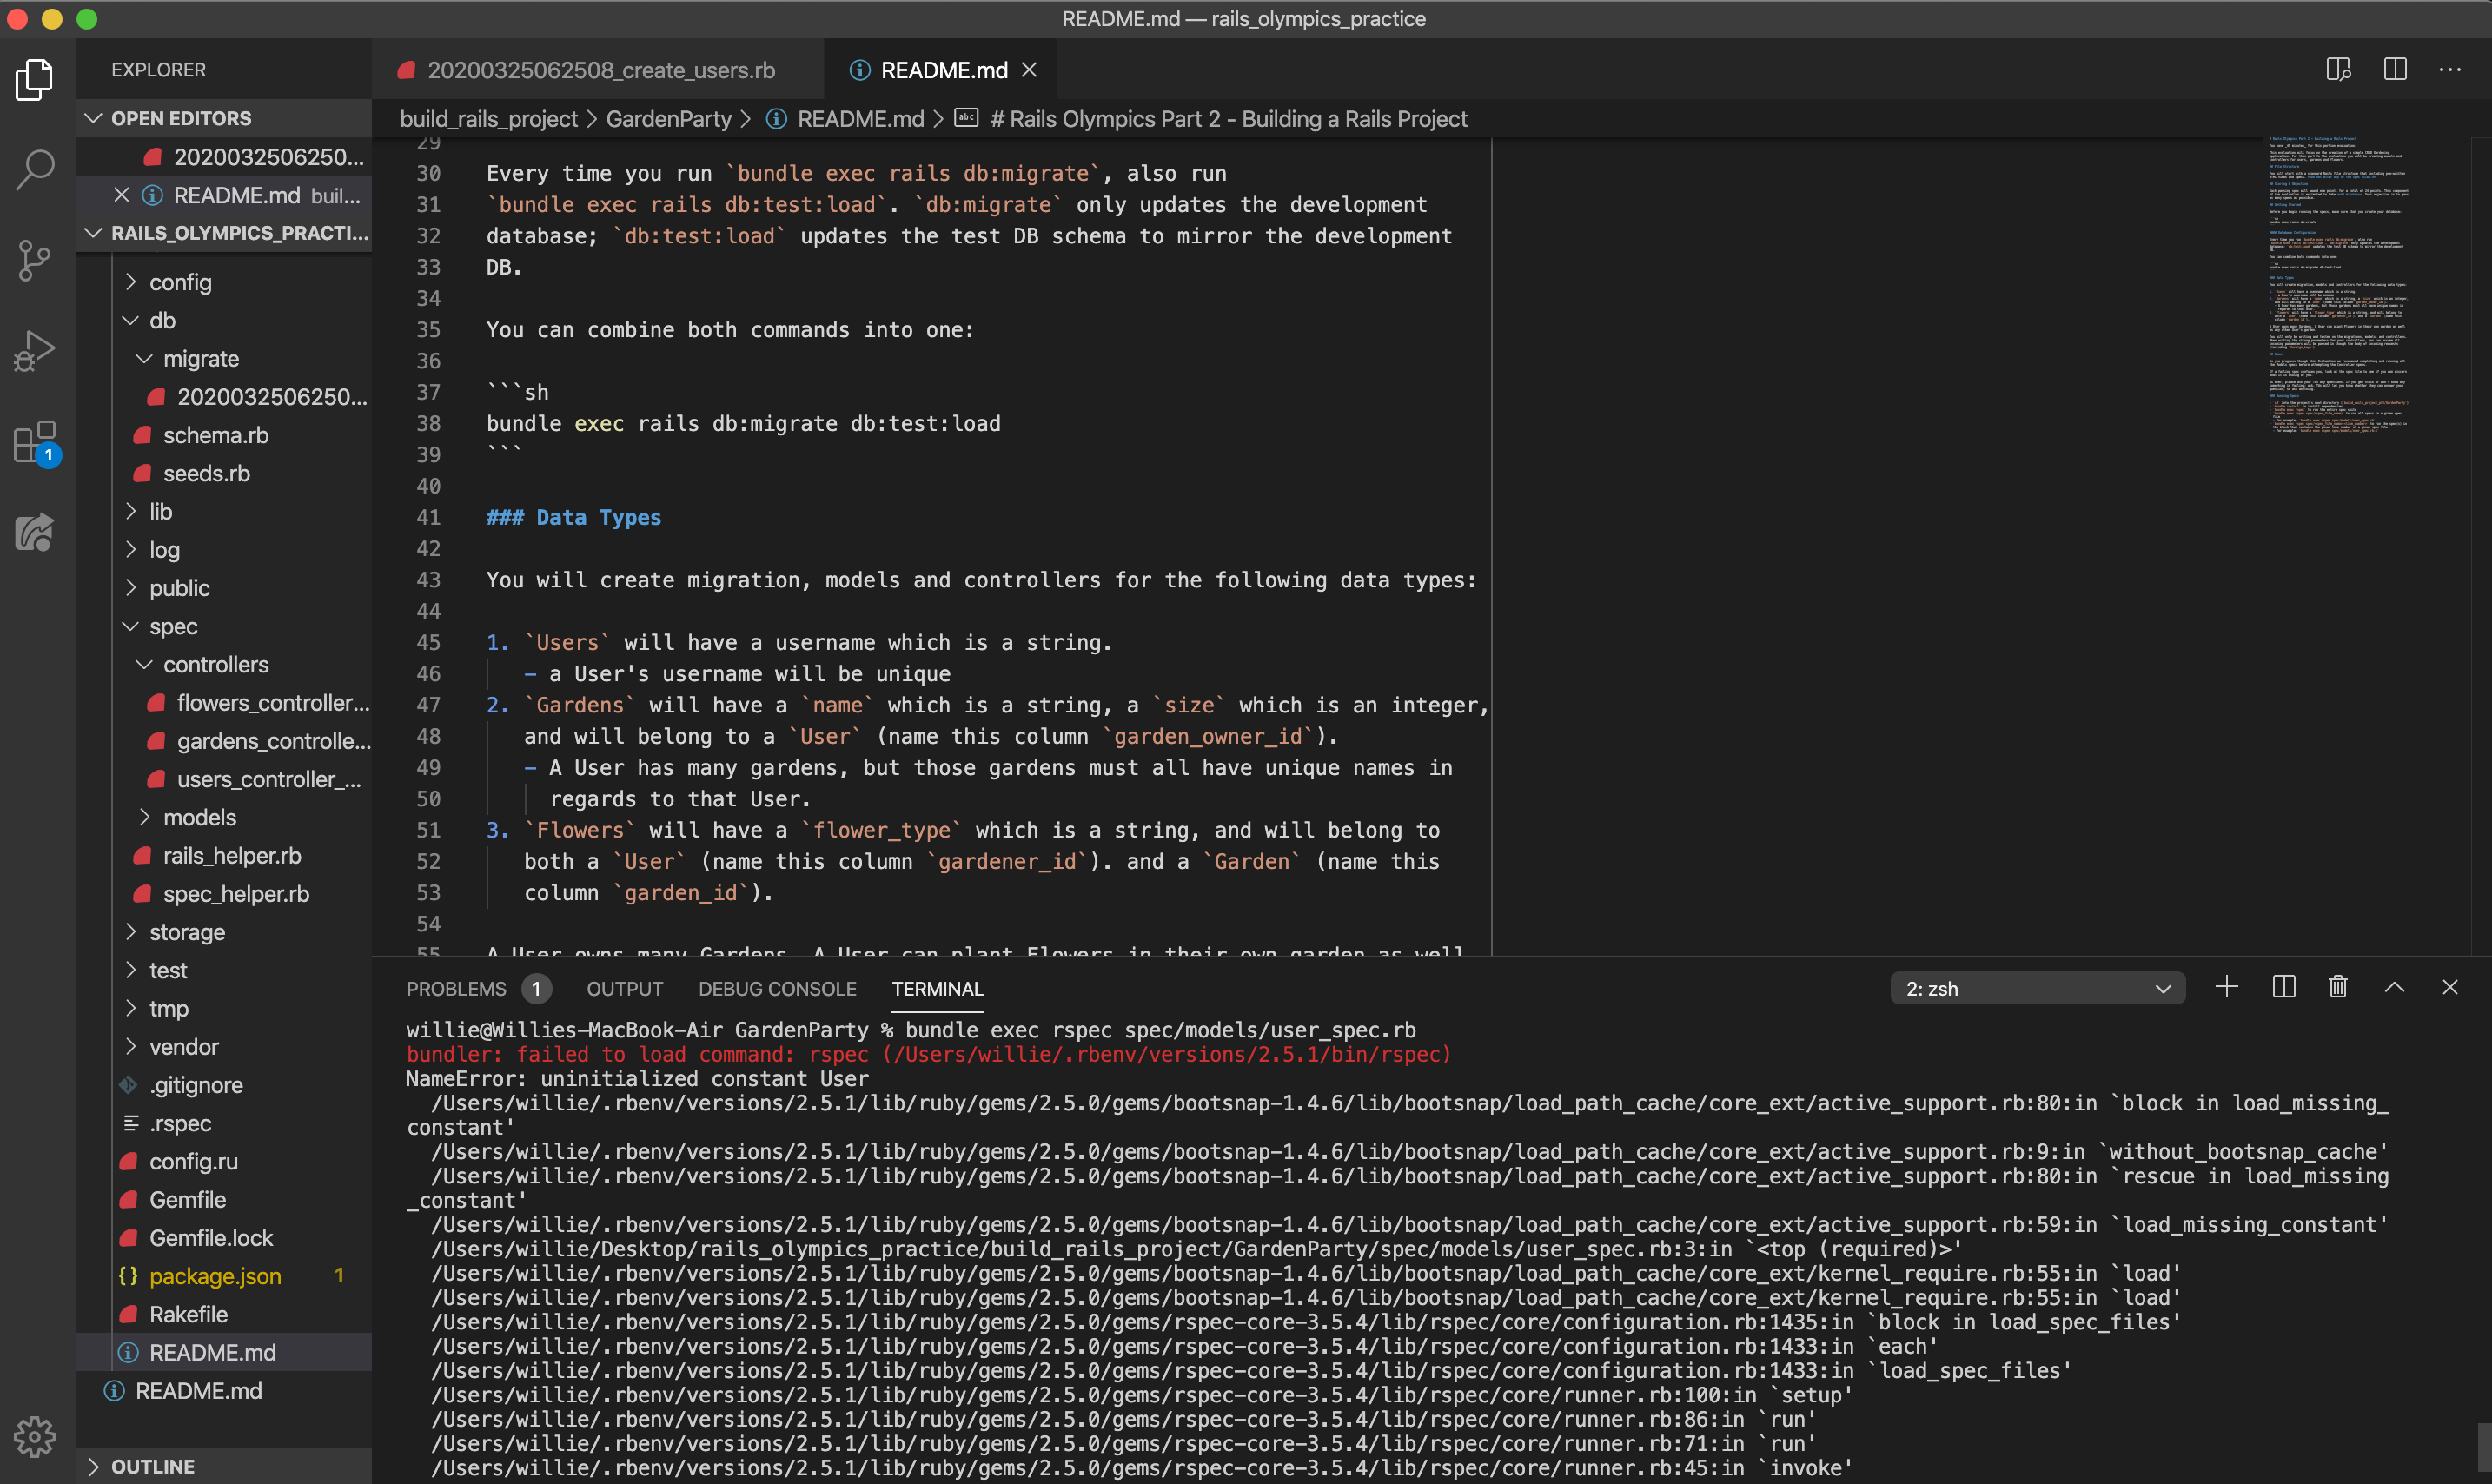 README.md — rails_olympics_practice
EXPLORER
OPEN EDITORS
2020032506250...
README.md buil...
RAILS_OLYMPICS_PRACTI...
config
db
migrate
2020032506250...
schema.rb
seeds.rb
lib
log
public
spec
controllers
flowers_controller...
gardens_controlle...
users_controller_...
models
rails_helper.rb
spec_helper.rb
storage
test
tmp
vendor
.gitignore
.rspec
config.ru
Gemfile
Gemfile.lock
package.json 1
Rakefile
README.md
README.md
OUTLINE
1
20200325062508_create_users.rb
README.md
build_rails_project > GardenParty > README.md > # Rails Olympics Part 2 - Building a Rails Project
29
30 Every time you run `bundle exec rails db:migrate`, also run
31 `bundle exec rails db:test:load`. `db:migrate` only updates the development
32 database; `db:test:load` updates the test DB schema to mirror the development
33 DB.
34
35 You can combine both commands into one:
36
37 ```sh
38 bundle exec rails db:migrate db:test:load
39 ```
40
41 ### Data Types
42
43 You will create migration, models and controllers for the following data types:
44
45 1. `Users` will have a username which is a string.
46 - a User's username will be unique
47 2. `Gardens` will have a `name` which is a string, a `size` which is an integer,
48 and will belong to a `User` (name this column `garden_owner_id`).
49 - A User has many gardens, but those gardens must all have unique names in
50 regards to that User.
51 3. `Flowers` will have a `flower_type` which is a string, and will belong to
52 both a `User` (name this column `gardener_id`). and a `Garden` (name this
53 column `garden_id`).
54
55 A User owns many Gardens. A User can plant Flowers in their own garden as well
PROBLEMS 1 OUTPUT DEBUG CONSOLE TERMINAL 2: zsh
willie@Willies-MacBook-Air GardenParty % bundle exec rspec spec/models/user_spec.rb
bundler: failed to load command: rspec (/Users/willie/.rbenv/versions/2.5.1/bin/rspec)
NameError: uninitialized constant User
/Users/willie/.rbenv/versions/2.5.1/lib/ruby/gems/2.5.0/gems/bootsnap-1.4.6/lib/bootsnap/load_path_cache/core_ext/active_support.rb:80:in `block in load_missing_
constant'
/Users/willie/.rbenv/versions/2.5.1/lib/ruby/gems/2.5.0/gems/bootsnap-1.4.6/lib/bootsnap/load_path_cache/core_ext/active_support.rb:9:in `without_bootsnap_cache'
/Users/willie/.rbenv/versions/2.5.1/lib/ruby/gems/2.5.0/gems/bootsnap-1.4.6/lib/bootsnap/load_path_cache/core_ext/active_support.rb:80:in `rescue in load_missing
_constant'
/Users/willie/.rbenv/versions/2.5.1/lib/ruby/gems/2.5.0/gems/bootsnap-1.4.6/lib/bootsnap/load_path_cache/core_ext/active_support.rb:59:in `load_missing_constant'
/Users/willie/Desktop/rails_olympics_practice/build_rails_project/GardenParty/spec/models/user_spec.rb:3:in `<top (required)>'
/Users/willie/.rbenv/versions/2.5.1/lib/ruby/gems/2.5.0/gems/bootsnap-1.4.6/lib/bootsnap/load_path_cache/core_ext/kernel_require.rb:55:in `load'
/Users/willie/.rbenv/versions/2.5.1/lib/ruby/gems/2.5.0/gems/bootsnap-1.4.6/lib/bootsnap/load_path_cache/core_ext/kernel_require.rb:55:in `load'
/Users/willie/.rbenv/versions/2.5.1/lib/ruby/gems/2.5.0/gems/rspec-core-3.5.4/lib/rspec/core/configuration.rb:1435:in `block in load_spec_files'
/Users/willie/.rbenv/versions/2.5.1/lib/ruby/gems/2.5.0/gems/rspec-core-3.5.4/lib/rspec/core/configuration.rb:1433:in `each'
/Users/willie/.rbenv/versions/2.5.1/lib/ruby/gems/2.5.0/gems/rspec-core-3.5.4/lib/rspec/core/configuration.rb:1433:in `load_spec_files'
/Users/willie/.rbenv/versions/2.5.1/lib/ruby/gems/2.5.0/gems/rspec-core-3.5.4/lib/rspec/core/runner.rb:100:in `setup'
/Users/willie/.rbenv/versions/2.5.1/lib/ruby/gems/2.5.0/gems/rspec-core-3.5.4/lib/rspec/core/runner.rb:86:in `run'
/Users/willie/.rbenv/versions/2.5.1/lib/ruby/gems/2.5.0/gems/rspec-core-3.5.4/lib/rspec/core/runner.rb:71:in `run'
/Users/willie/.rbenv/versions/2.5.1/lib/ruby/gems/2.5.0/gems/rspec-core-3.5.4/lib/rspec/core/runner.rb:45:in `invoke'